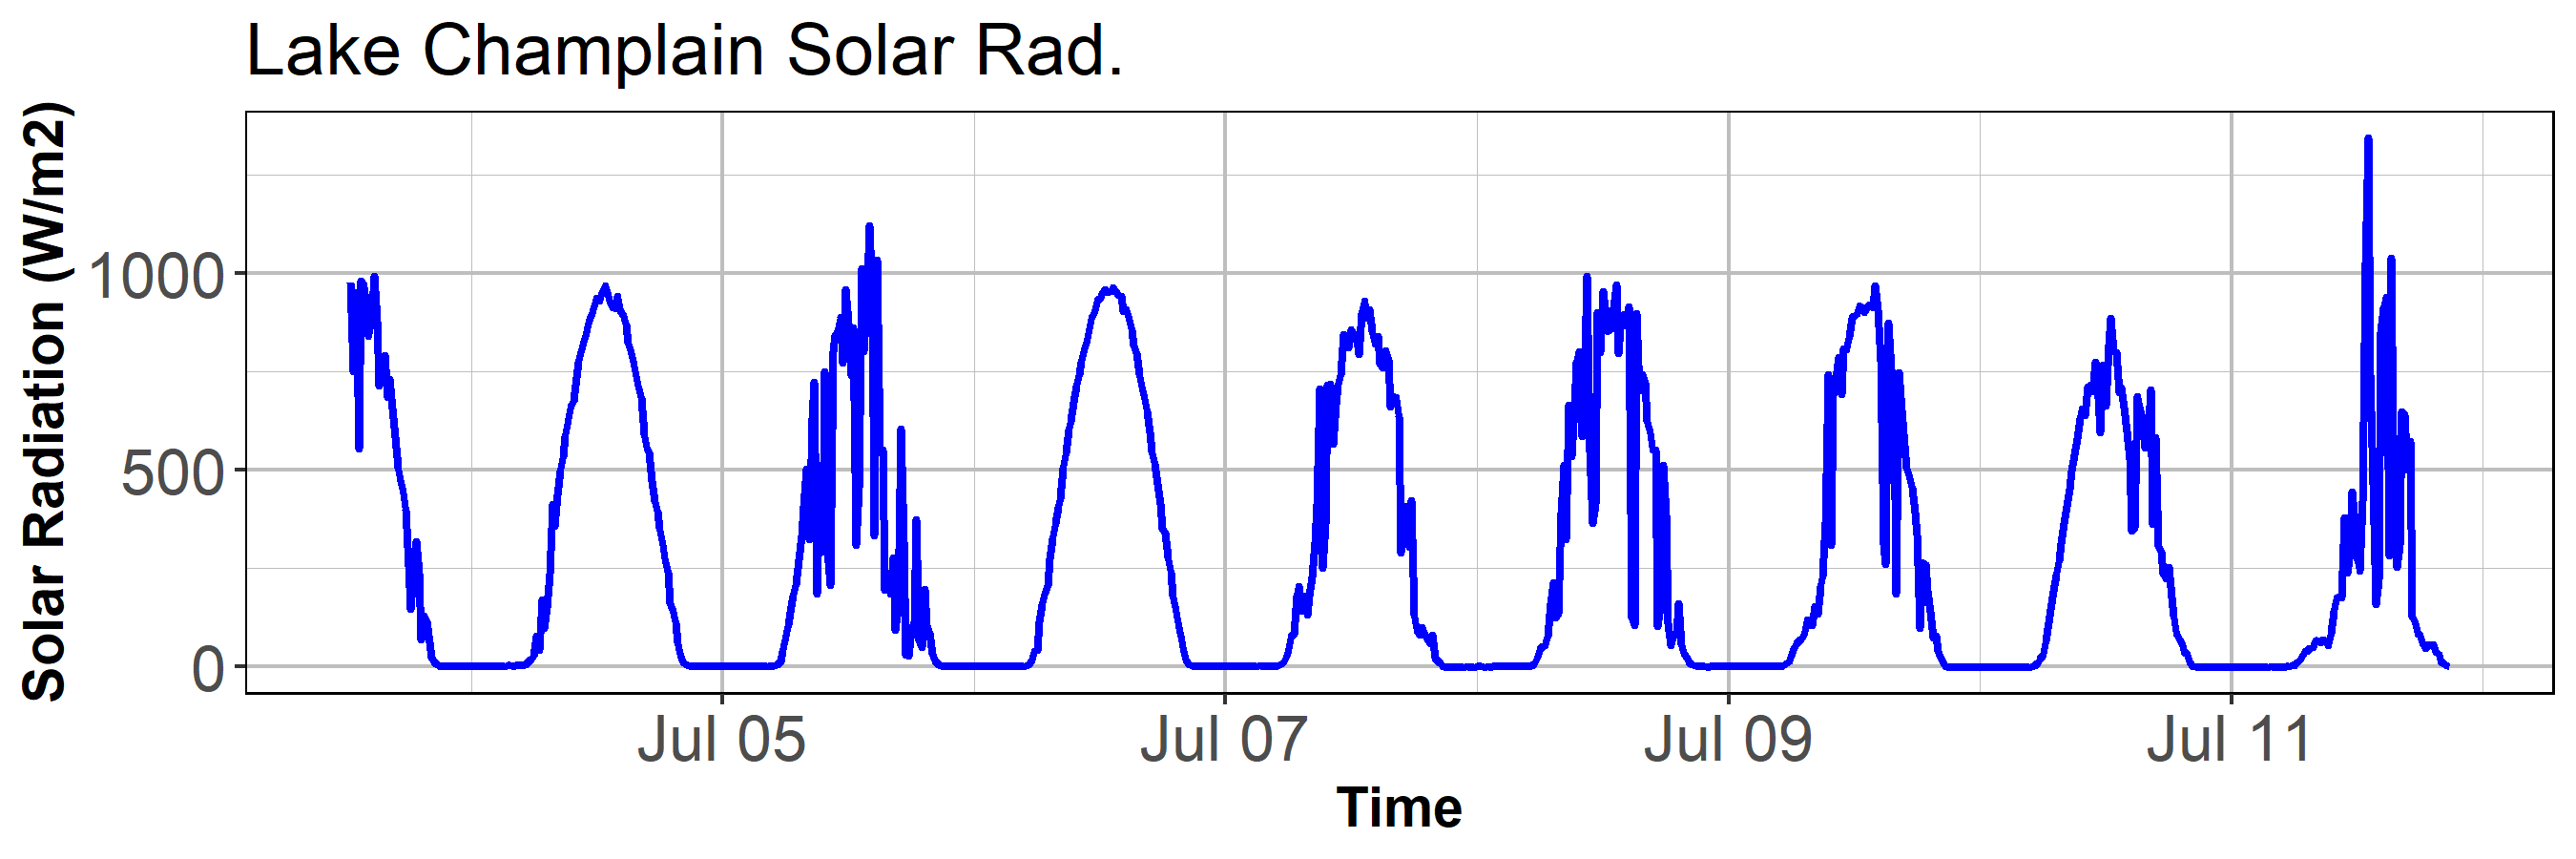 Lake Champlain Solar Rad.
Solar Radiation (W/m2)
1000
500
0
Jul 05
Jul 07
Jul 09
Jul 11
Time